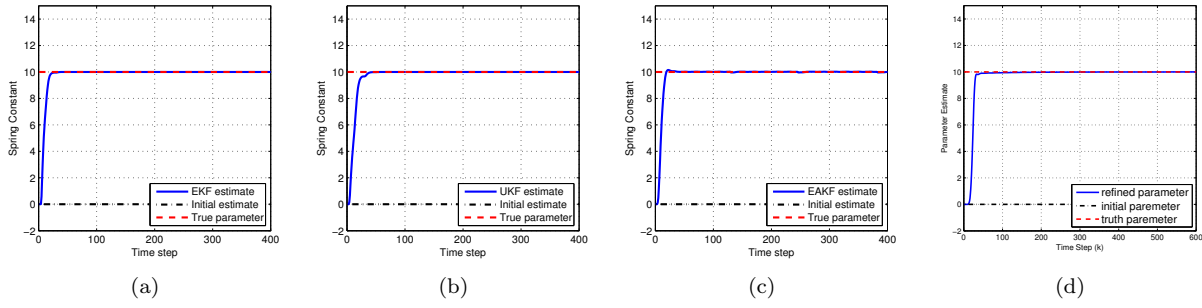 14
12
10
8
6
4
2
0
−2
0
100
200
300
400
Spring Constant
Time step
EKF estimate
Initial estimate
True parameter
(a)
14
12
10
8
6
4
2
0
−2
0
100
200
300
400
Spring Constant
Time step
UKF estimate
Initial estimate
True parameter
(b)
14
12
10
8
6
4
2
0
−2
0
100
200
300
400
Spring Constant
Time step
EAKF estimate
Initial estimate
True parameter
(c)
14
12
10
8
6
4
2
0
−2
0
100
200
300
400
500
600
Parameter Estimate
Time Step (k)
refined parameter
initial paremeter
truth paremeter
(d)